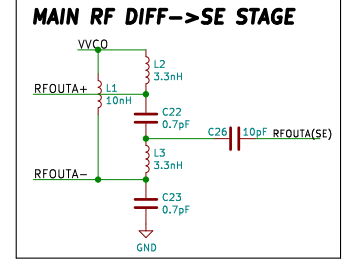 MAIN RF DIFF->SE STAGE
VVCO
L2
3.3nH
RFOUTA+
L1
10nH
C22
0.7pF
C26
10pF
RFOUTA(SE)
L3
3.3nH
RFOUTA-
C23
0.7pF
GND